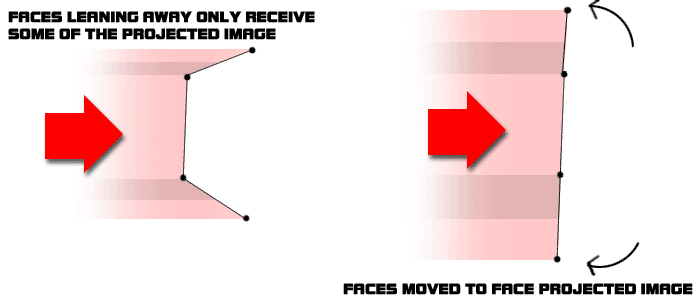 FACES LEANING AWAY ONLY RECEIVE
SOME OF THE PROJECTED IMAGE
FACES MOVED TO FACE PROJECTED IMAGE